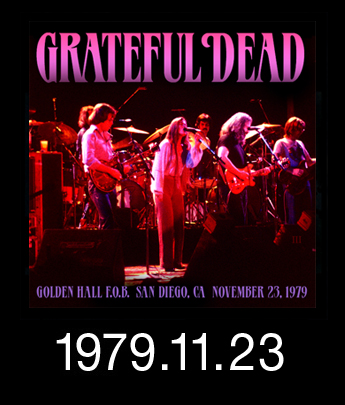 GRATEFUL DEAD
GOLDEN HALL F.O.B. SAN DIEGO, CA NOVEMBER 23, 1979
1979.11.23